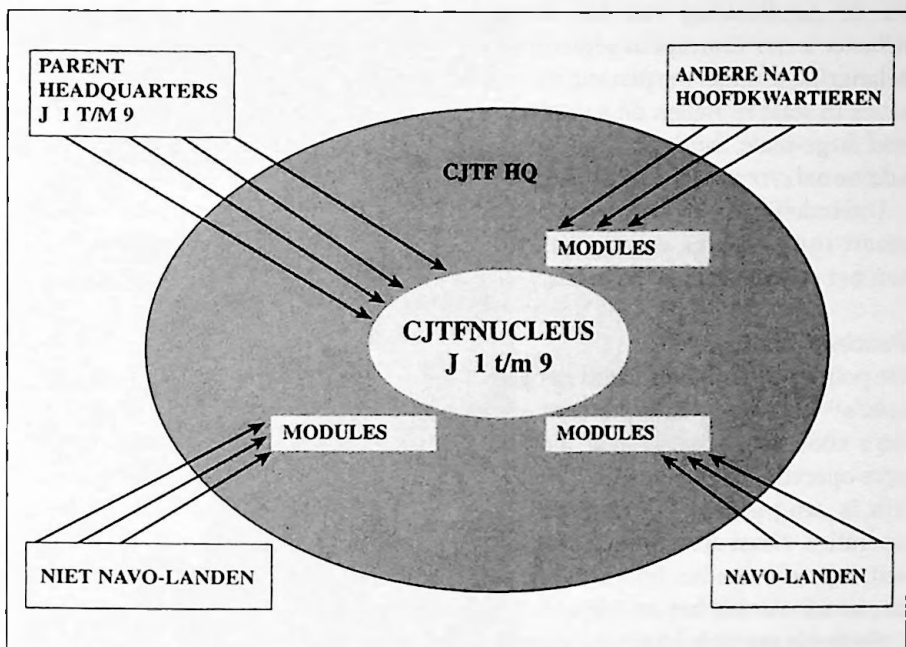 PARENT
HEADQUARTERS
J 1 T/M 9
ANDERE NATO
HOOFDKWARTIEREN
CJTF HQ
MODULES
CJTFNUCLEUS
J 1 t/m 9
MODULES
MODULES
NIET NAVO-LANDEN
NAVO-LANDEN